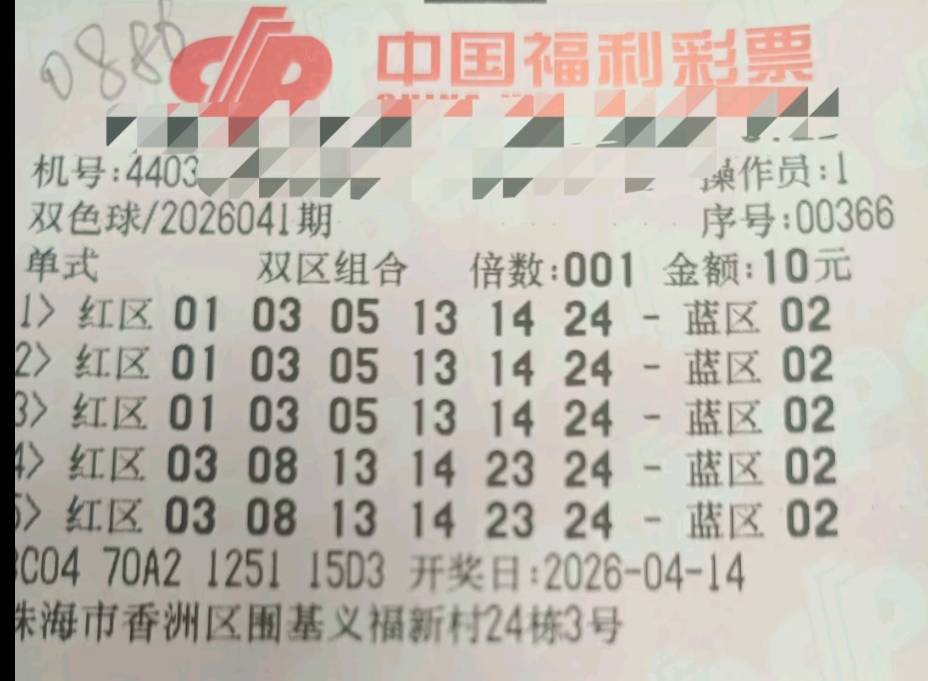 088
中国福利彩票
机号:4403
操作员:1
双色球/2026041期
序号:00366
单式 双区组合 倍数:001 金额:10元
1> 红区 01 03 05 13 14 24 - 蓝区 02
2> 红区 01 03 05 13 14 24 - 蓝区 02
3> 红区 01 03 05 13 14 24 - 蓝区 02
4> 红区 03 08 13 14 23 24 - 蓝区 02
5> 红区 03 08 13 14 23 24 - 蓝区 02
C04 70A2 1251 15D3 开奖日:2026-04-14
珠海市香洲区围基义福新村24栋3号